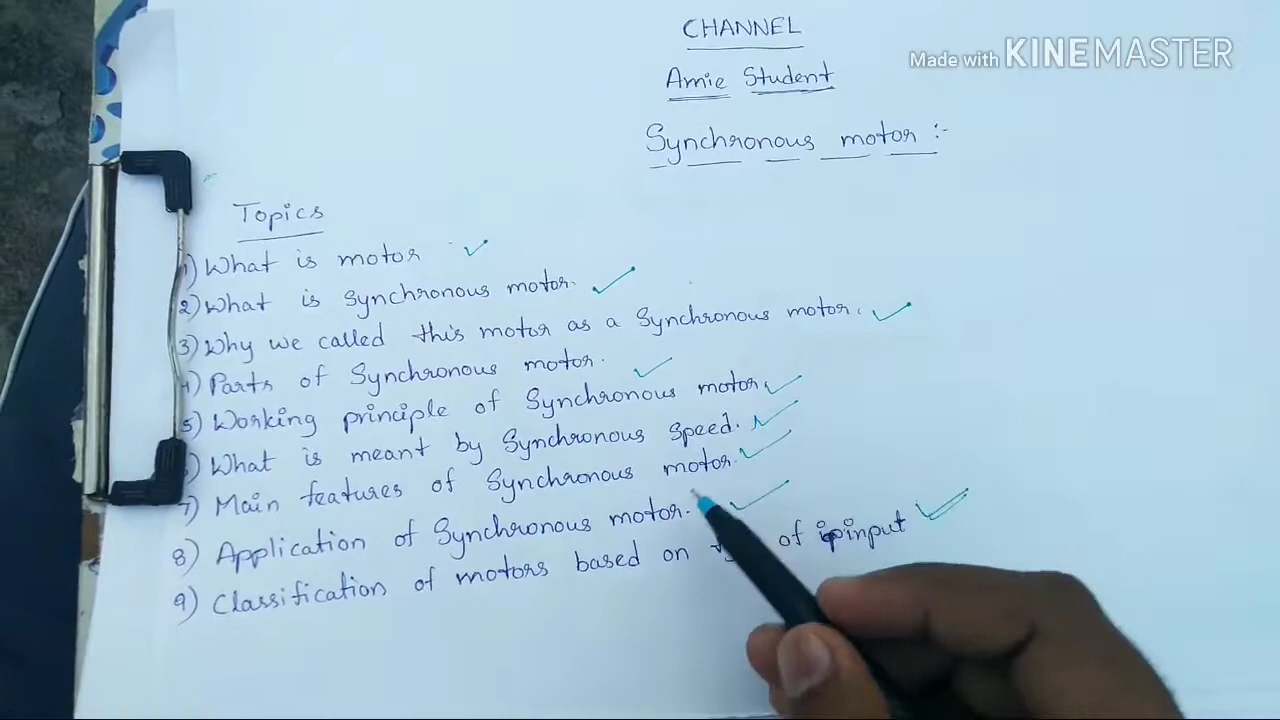 CHANNEL
Made with KINEMASTER
Amie Student
Synchronous motor :-
Topics
1) What is motor
2) What is synchronous motor.
3) Why we called this motor as a Synchronous motor.
4) Parts of Synchronous motor.
5) Working principle of Synchronous motor
6) What is meant by Synchronous Speed.
7) Main features of Synchronous motor.
8) Application of Synchronous motor.
9) Classification of motors based on of input